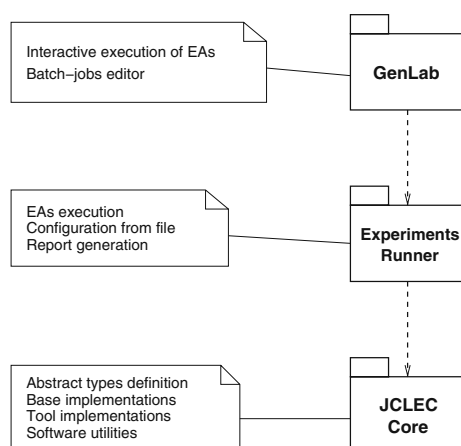 Interactive execution of EAs
Batch–jobs editor
GenLab
EAs execution
Configuration from file
Report generation
Experiments
Runner
Abstract types definition
Base implementations
Tool implementations
Software utilities
JCLEC
Core